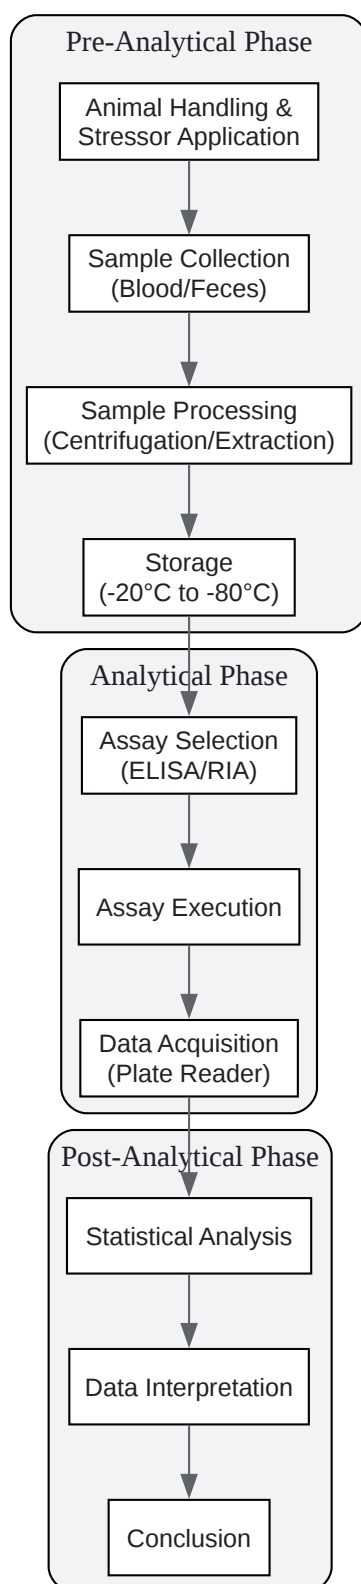 Pre-Analytical Phase
Animal Handling &
Stressor Application
Sample Collection
(Blood/Feces)
Sample Processing
(Centrifugation/Extraction)
Storage
(-20°C to -80°C)
Analytical Phase
Assay Selection
(ELISA/RIA)
Assay Execution
Data Acquisition
(Plate Reader)
Post-Analytical Phase
Statistical Analysis
Data Interpretation
Conclusion